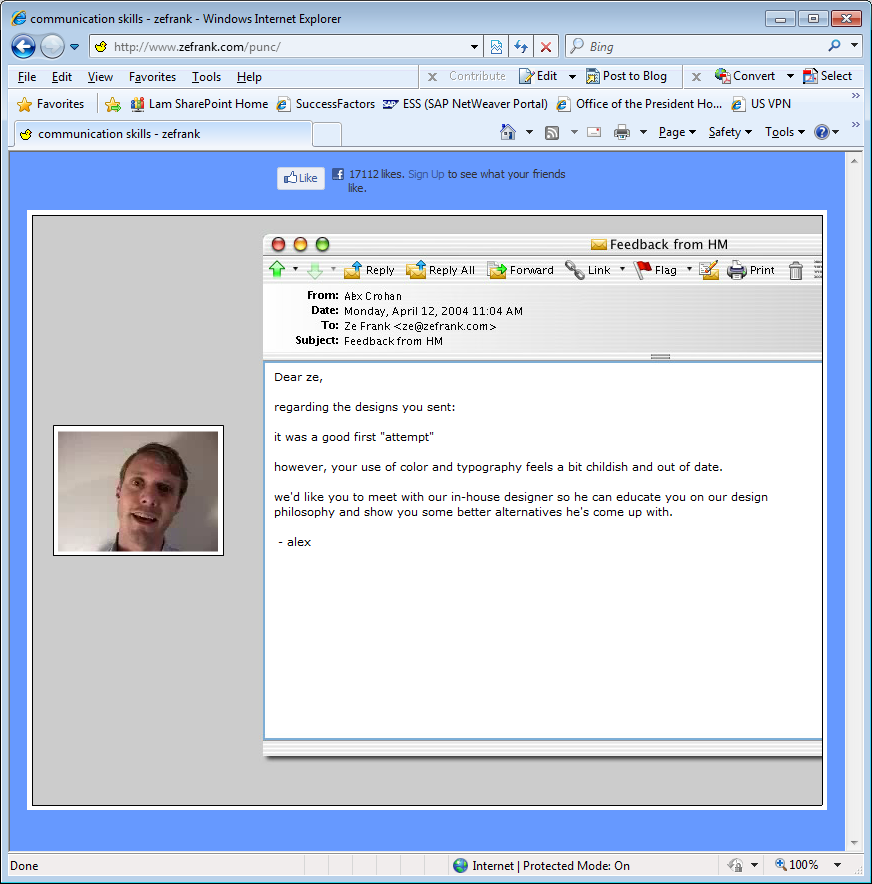 communication skills - zefrank - Windows Internet Explorer
http://www.zefrank.com/punc/
Bing
File Edit View Favorites Tools Help
x Contribute Edit Post to Blog x Convert Select
Favorites Lam SharePoint Home SuccessFactors ESS (SAP NetWeaver Portal) Office of the President Ho... US VPN
communication skills - zefrank
Page Safety Tools
Like 17112 likes. Sign Up to see what your friends
like.
Feedback from HM
Reply Reply All Forward Link Flag Print
From: Alex Crohan
Date: Monday, April 12, 2004 11:04 AM
To: Ze Frank <ze@zefrank.com>
Subject: Feedback from HM
Dear ze,
regarding the designs you sent:
it was a good first "attempt"
however, your use of color and typography feels a bit childish and out of date.
we'd like you to meet with our in-house designer so he can educate you on our design
philosophy and show you some better alternatives he's come up with.
- alex
Done Internet | Protected Mode: On 100%